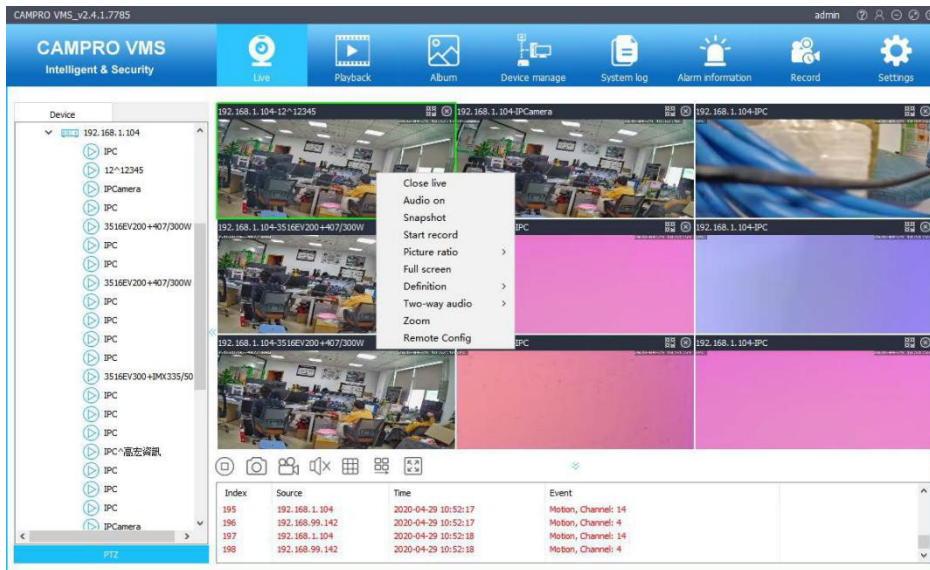 CAMPRO VMS_v2.4.1.7785
admin
CAMPRO VMS
Intelligent & Security
Live
Playback
Album
Device manage
System log
Alarm information
Record
Settings
Device
192.168.1.104
IPC
12^12345
IPCamera
IPC
3516EV200+407/300W
IPC
IPC
3516EV200+407/300W
IPC
IPC
IPC
IPC
3516EV300+IMX335/50
IPC
IPC
IPC
IPC^高宏資訊
IPC
IPC
IPC
IPCamera
PTZ
192.168.1.104-12^12345
192.168.1.104-IPCamera
192.168.1.104-IPC
192.168.1.104-3516EV200+407/300W
IPC
192.168.1.104-IPC
192.168.1.104-3516EV200+407/300W
IPC
192.168.1.104-IPC
Close live
Audio on
Snapshot
Start record
Picture ratio
Full screen
Definition
Two-way audio
Zoom
Remote Config
Index Source Time Event
195 192.168.1.104 2020-04-29 10:52:17 Motion, Channel: 14
196 192.168.99.142 2020-04-29 10:52:17 Motion, Channel: 4
197 192.168.1.104 2020-04-29 10:52:18 Motion, Channel: 14
198 192.168.99.142 2020-04-29 10:52:18 Motion, Channel: 4